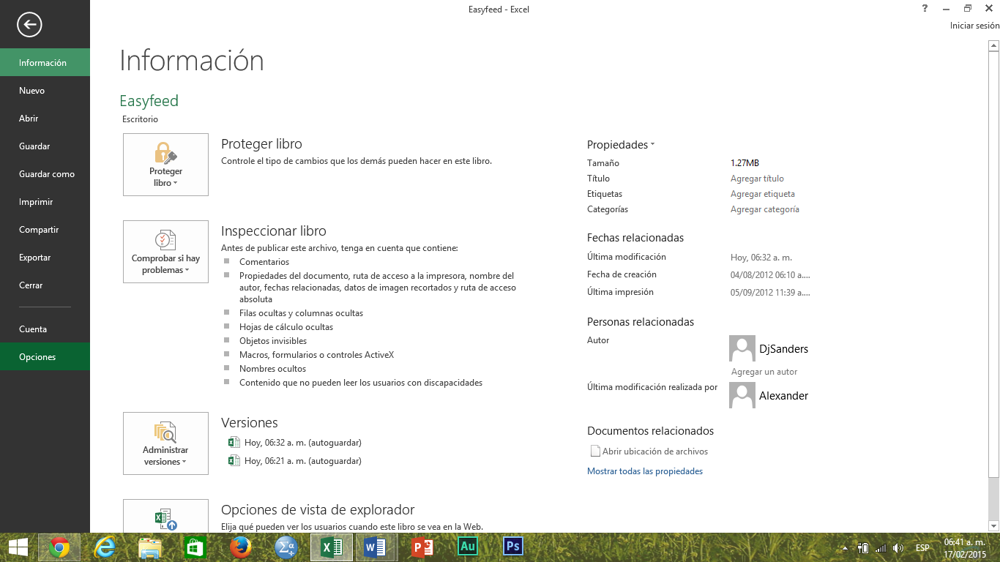 Easyfeed - Excel
?
Iniciar sesión
Información
Nuevo
Abrir
Guardar
Guardar como
Imprimir
Compartir
Exportar
Cerrar
Cuenta
Opciones
Información
Easyfeed
Escritorio
Proteger
libro
Proteger libro
Controle el tipo de cambios que los demás pueden hacer en este libro.
Comprobar si hay
problemas
Inspeccionar libro
Antes de publicar este archivo, tenga en cuenta que contiene:
Comentarios
Propiedades del documento, ruta de acceso a la impresora, nombre del
autor, fechas relacionadas, datos de imagen recortados y ruta de acceso
absoluta
Filas ocultas y columnas ocultas
Hojas de cálculo ocultas
Objetos invisibles
Macros, formularios o controles ActiveX
Nombres ocultos
Contenido que no pueden leer los usuarios con discapacidades
Administrar
versiones
Versiones
Hoy, 06:32 a. m. (autoguardar)
Hoy, 06:21 a. m. (autoguardar)
Opciones de vista de explorador
Elija qué pueden ver los usuarios cuando este libro se vea en la Web.
Propiedades
Tamaño 1.27MB
Título Agregar título
Etiquetas Agregar etiqueta
Categorías Agregar categoría
Fechas relacionadas
Última modificación Hoy, 06:32 a. m.
Fecha de creación 04/08/2012 06:10 a....
Última impresión 05/09/2012 11:39 a....
Personas relacionadas
Autor DjSanders
Agregar un autor
Última modificación realizada por Alexander
Documentos relacionados
Abrir ubicación de archivos
Mostrar todas las propiedades
Σα
Au
Ps
ESP
06:41 a. m.
17/02/2015